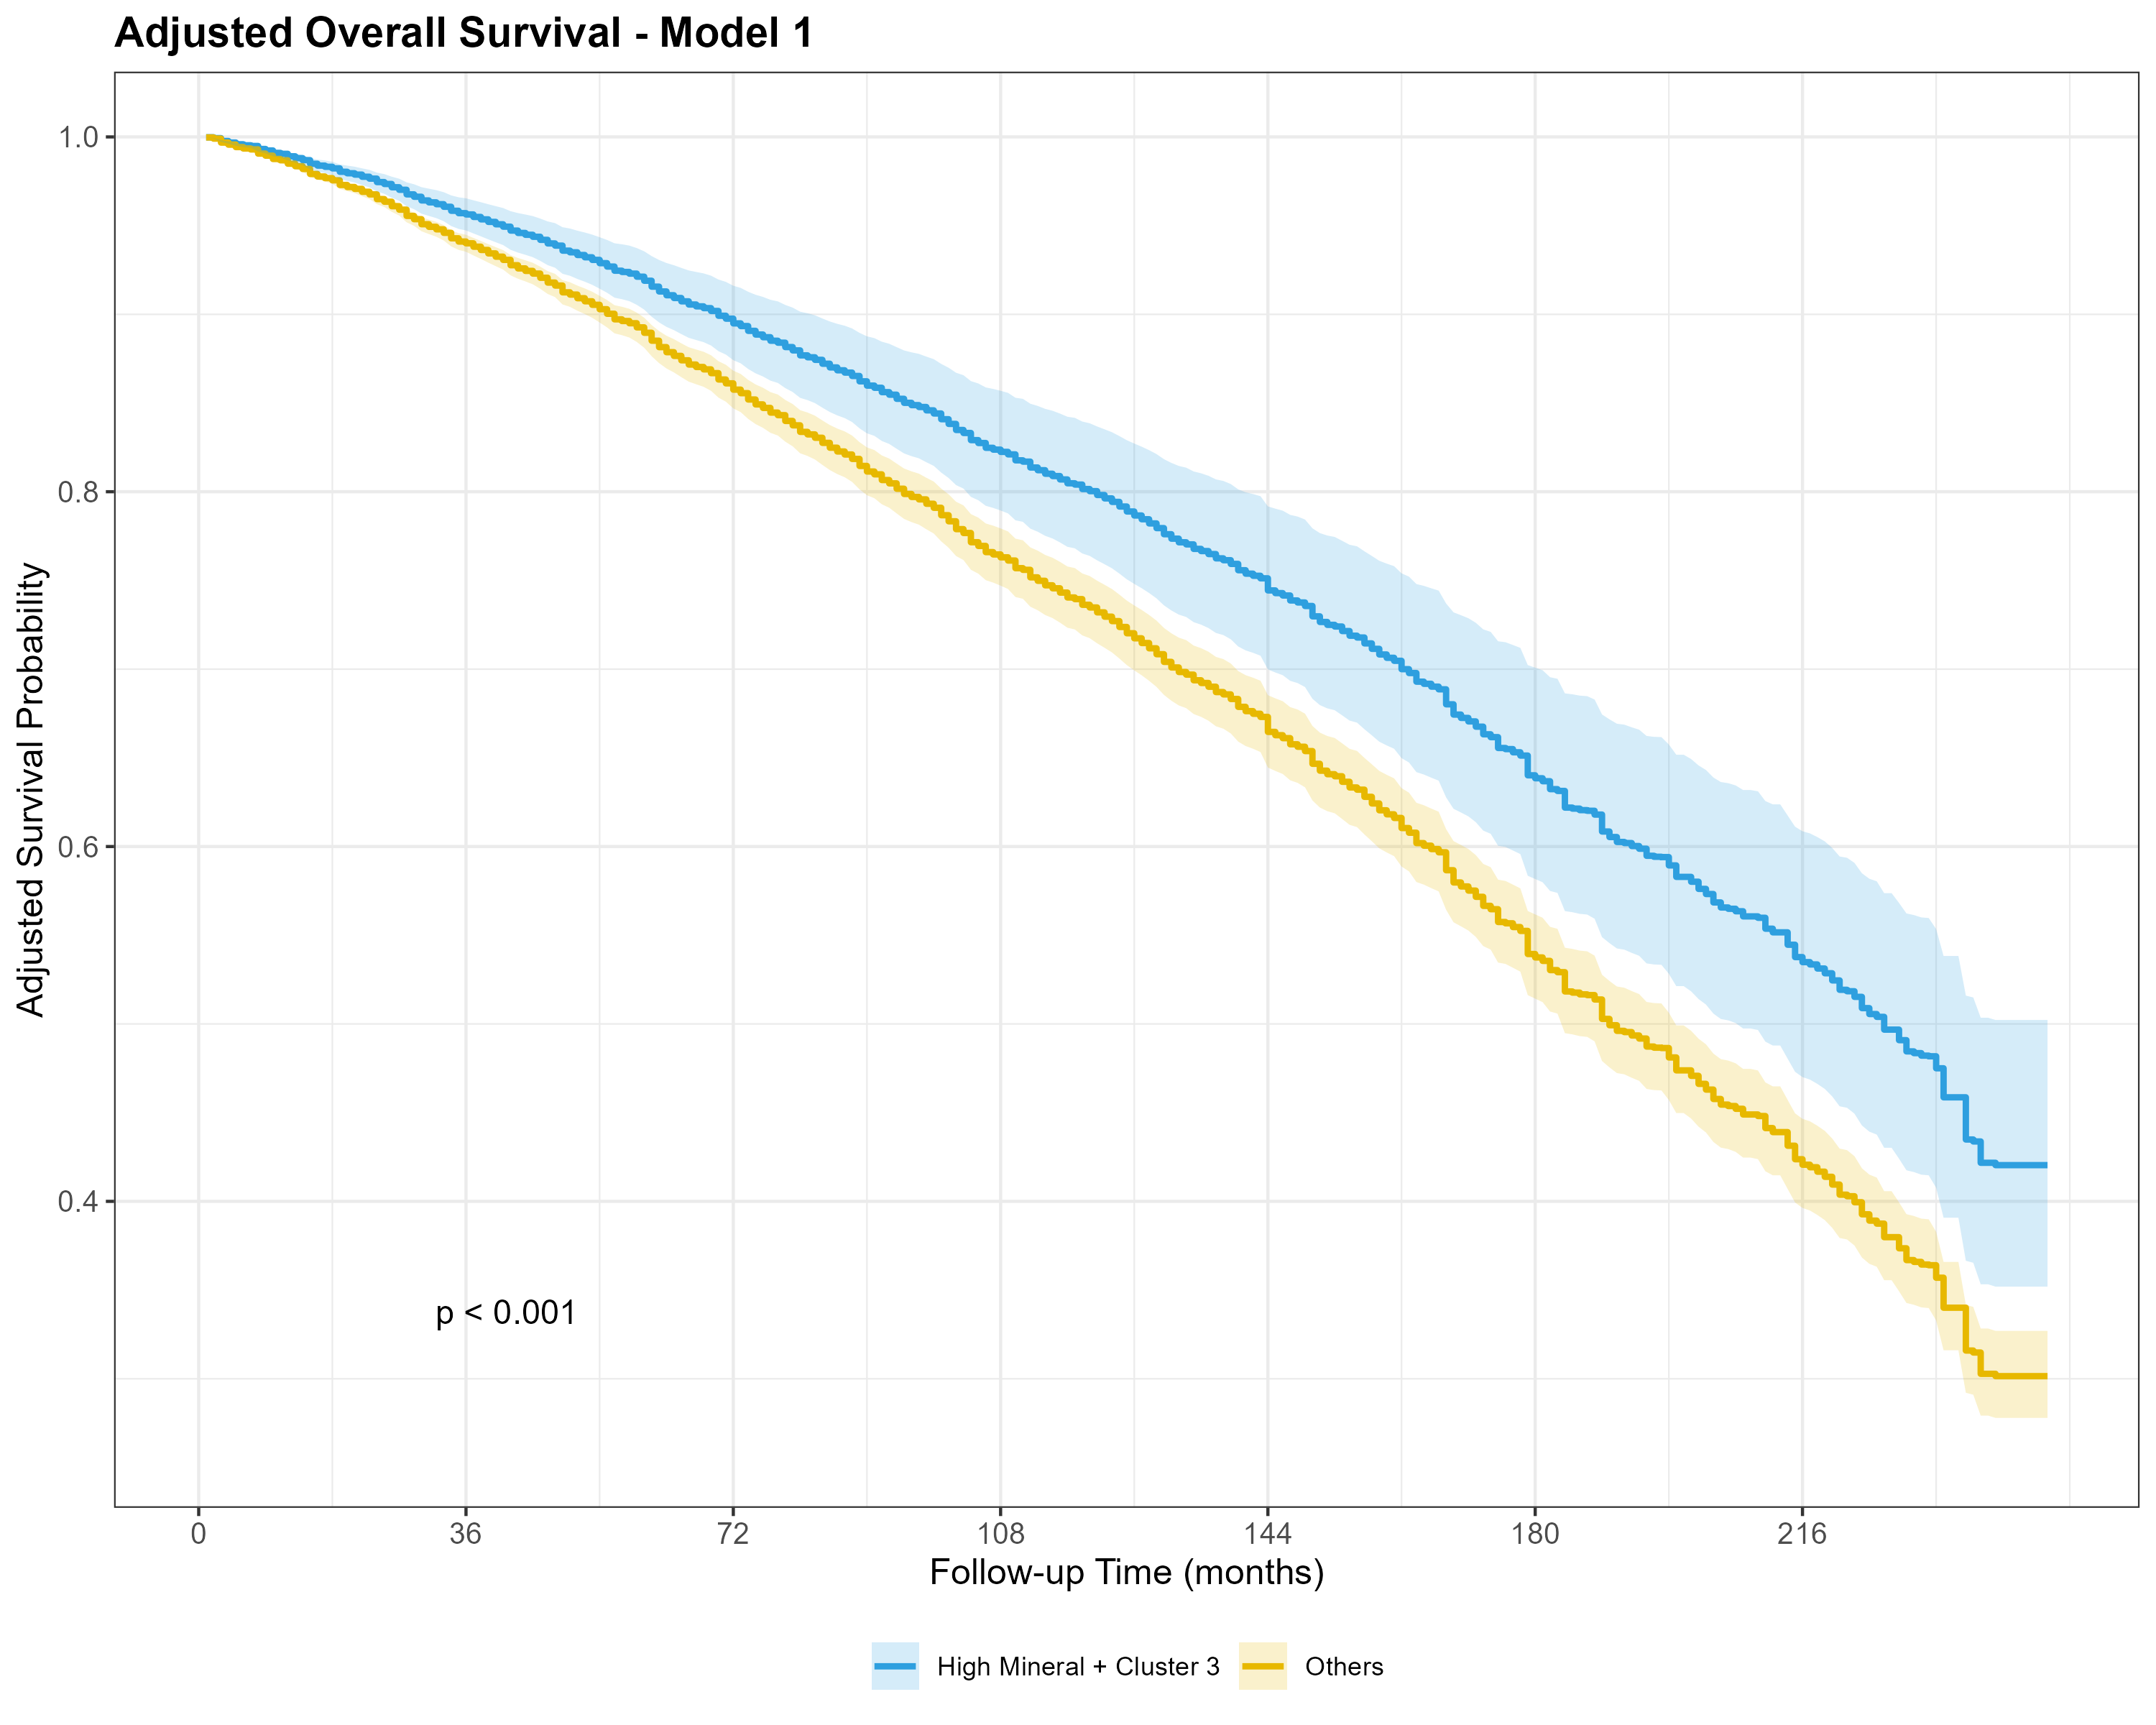 Adjusted Overall Survival - Model 1
Adjusted Survival Probability
1.0
0.8
0.6
0.4
p < 0.001
0 36 72 108 144 180 216
Follow-up Time (months)
High Mineral + Cluster 3 Others